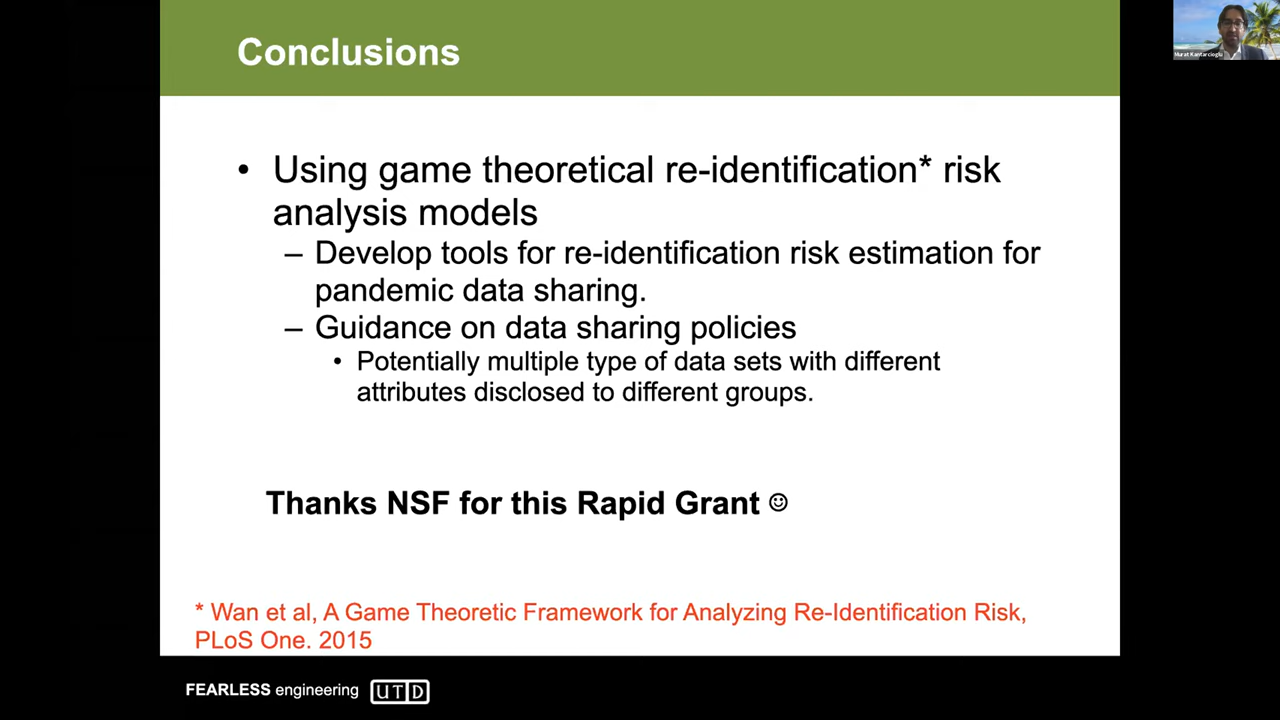 Conclusions
Murat Kantarcioglu
• Using game theoretical re-identification* risk
analysis models
– Develop tools for re-identification risk estimation for
pandemic data sharing.
– Guidance on data sharing policies
• Potentially multiple type of data sets with different
attributes disclosed to different groups.
Thanks NSF for this Rapid Grant ☺
* Wan et al, A Game Theoretic Framework for Analyzing Re-Identification Risk,
PLoS One. 2015
FEARLESS engineering UTD